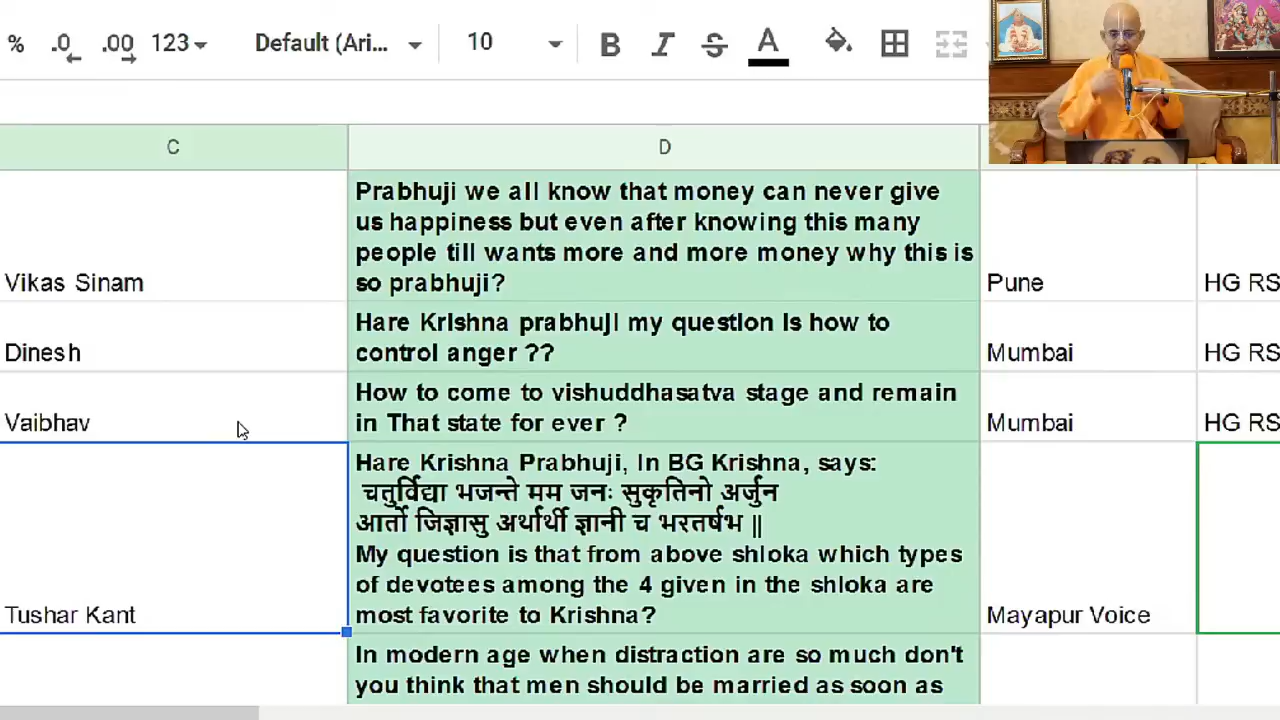 % .0 .00 123 Default (Ari... 10 B I S A
C D
Prabhuji we all know that money can never give
us happiness but even after knowing this many
people till wants more and more money why this is
so prabhuji?
Vikas Sinam Pune HG RS
Hare Krishna prabhuji my question is how to
control anger ??
Dinesh Mumbai HG RS
How to come to vishuddhasatva stage and remain
in That state for ever ?
Vaibhav Mumbai HG RS
Hare Krishna Prabhuji, In BG Krishna, says:
चतुर्विद्या भजन्ते मम जनः सुकृतिनो अर्जुन
आर्तो जिज्ञासु अर्थार्थी ज्ञानी च भरतर्षभ ||
My question is that from above shloka which types
of devotees among the 4 given in the shloka are
most favorite to Krishna?
Tushar Kant Mayapur Voice
In modern age when distraction are so much don't
you think that men should be married as soon as